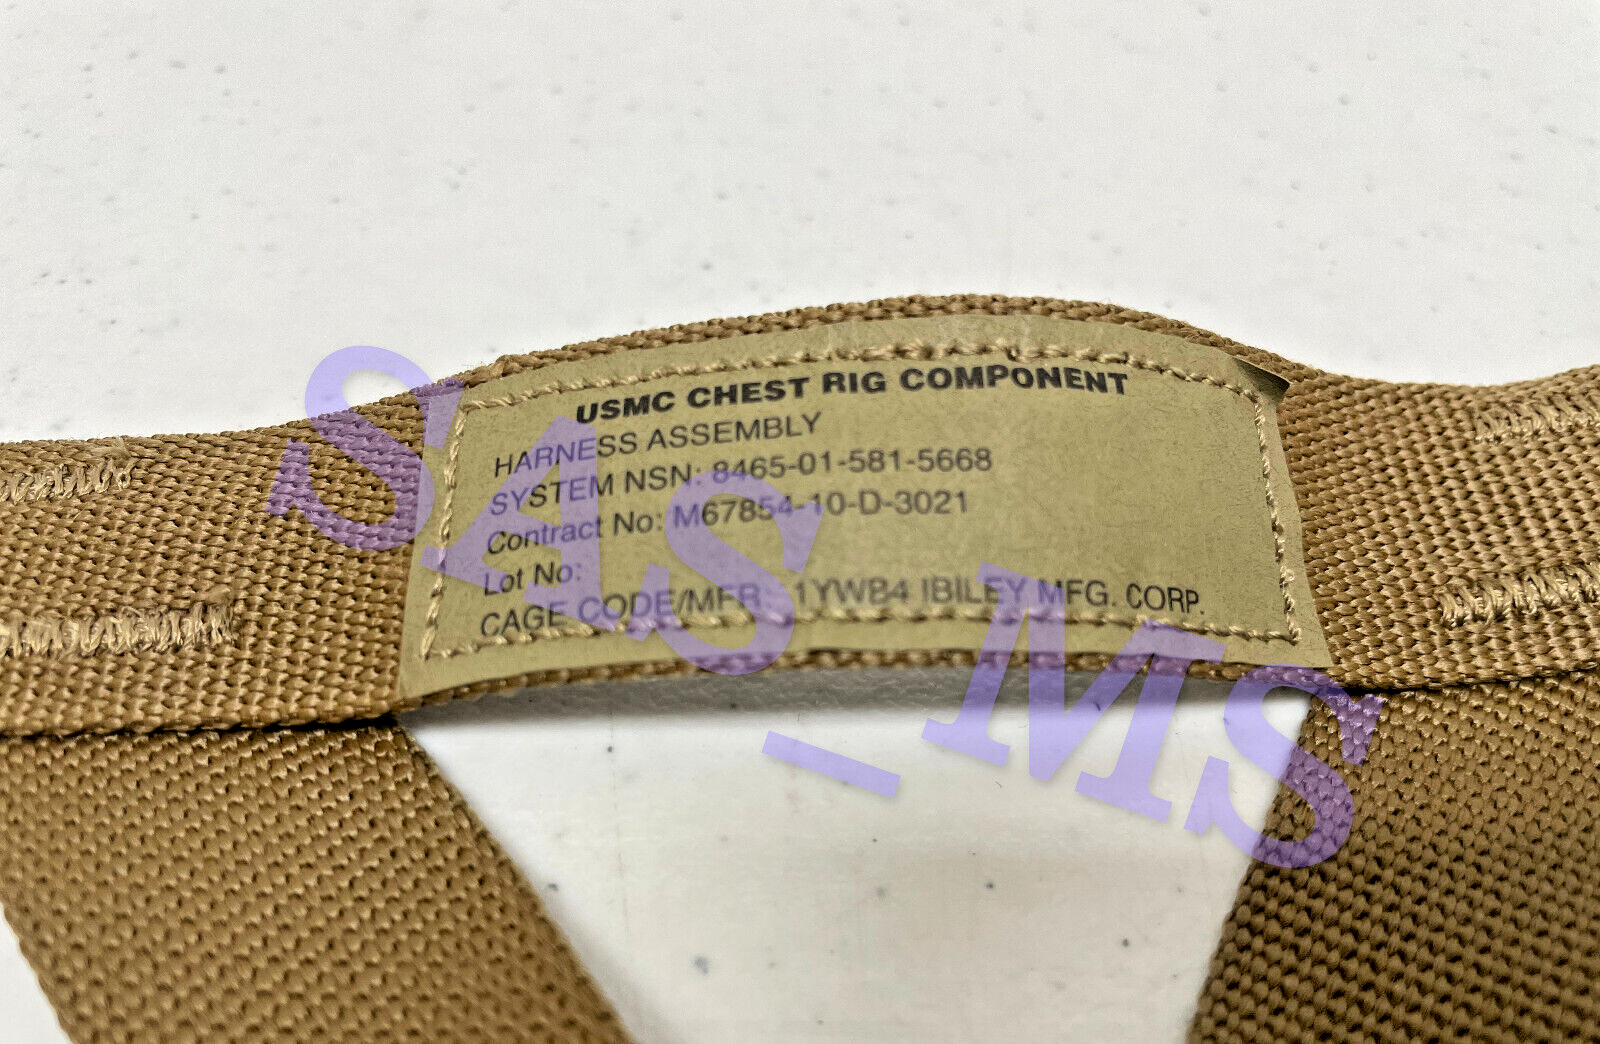 USMC CHEST RIG COMPONENT
HARNESS ASSEMBLY
SYSTEM NSN: 8465-01-581-5668
Contract No: M67854-10-D-3021
Lot No:
CAGE CODE/MFR 1YWB4 IBILEY MFG. CORP.
SAS_MS